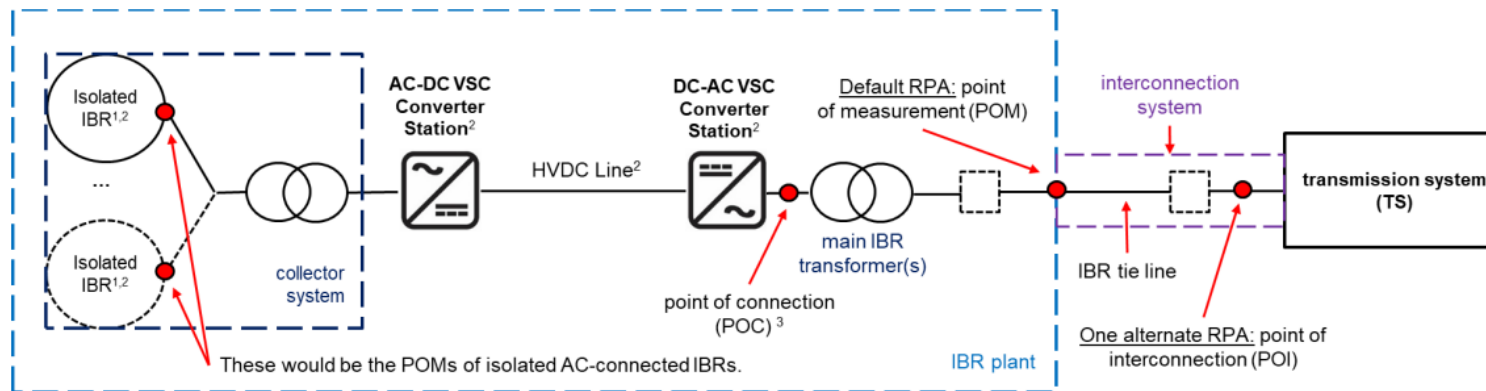 Isolated
IBR1,2
...
Isolated
IBR1,2
collector
system
AC-DC VSC
Converter
Station2
HVDC Line2
DC-AC VSC
Converter
Station2
point of connection
(POC) 3
main IBR
transformer(s)
Default RPA: point
of measurement (POM)
interconnection
system
transmission system
(TS)
IBR tie line
One alternate RPA: point of
interconnection (POI)
These would be the POMs of isolated AC-connected IBRs.
IBR plant